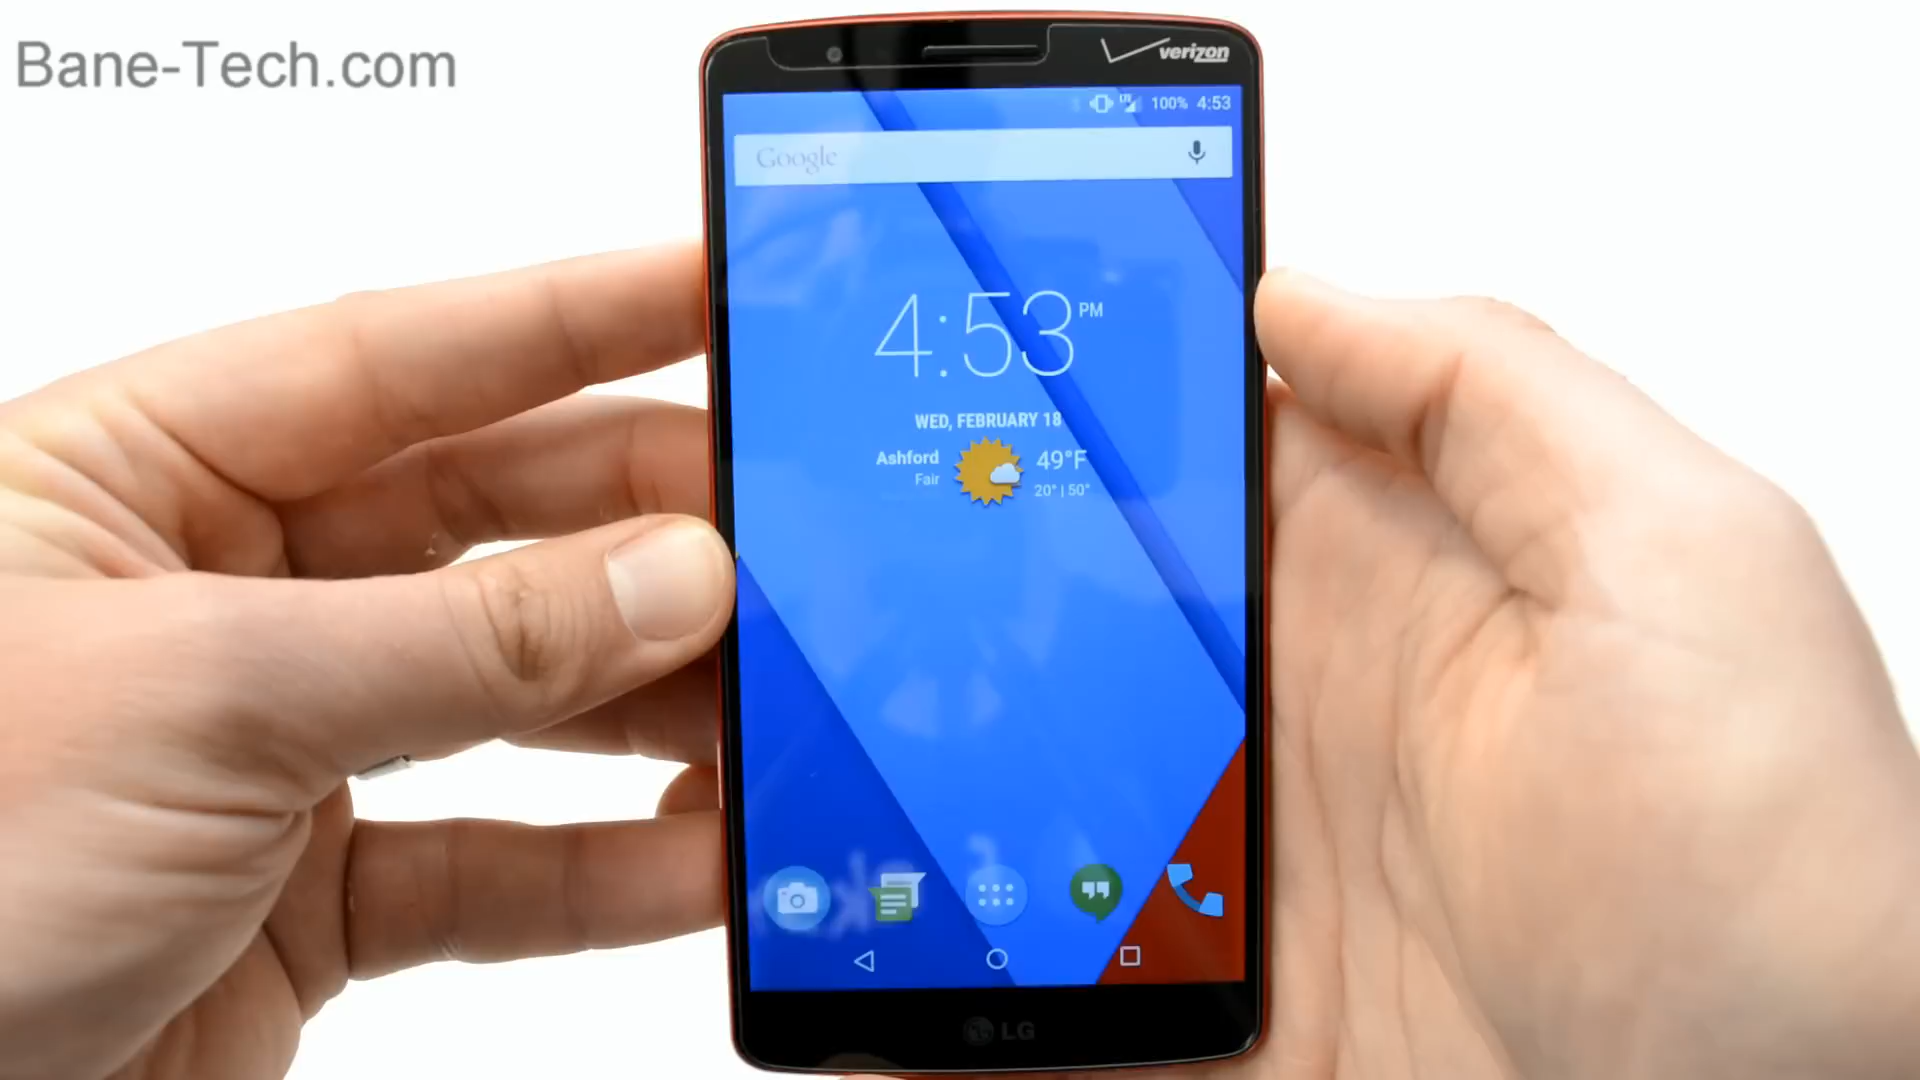 Bane-Tech.com
verizon
LTE 100% 4:53
Google
4:53 PM
WED, FEBRUARY 18
Ashford
Fair
49°F
20° | 50°
LG